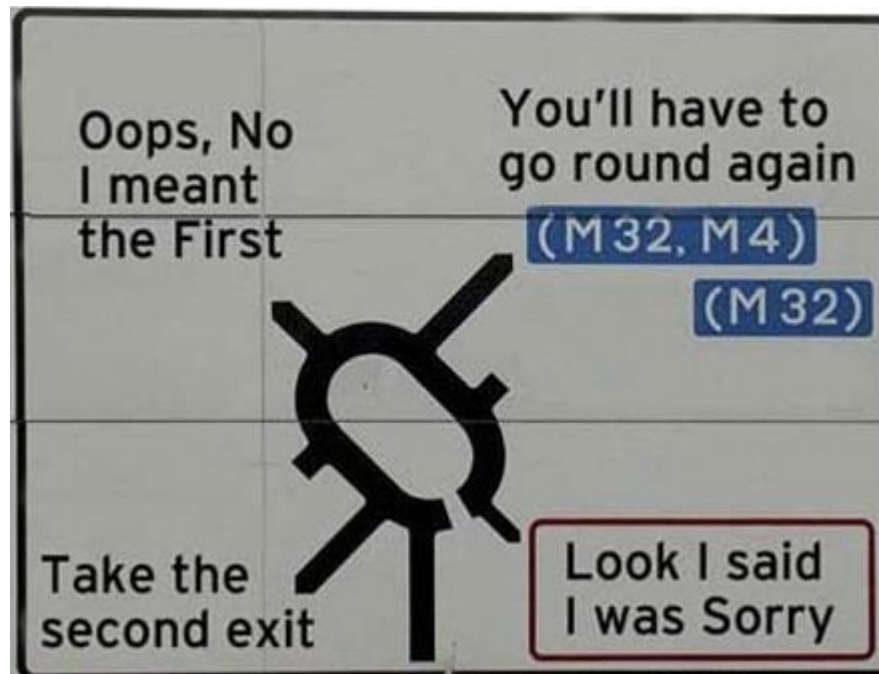 Oops, No
I meant
the First
You'll have to
go round again
(M32, M4)
(M32)
Take the
second exit
Look I said
I was Sorry